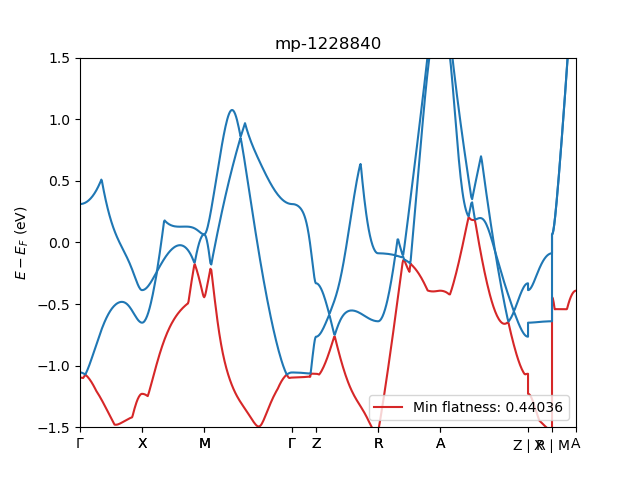 mp-1228840
E − E_F (eV)
1.5
1.0
0.5
0.0
−0.5
−1.0
−1.5
Min flatness: 0.44036
Γ X M Γ Z R A Z | X R | M A